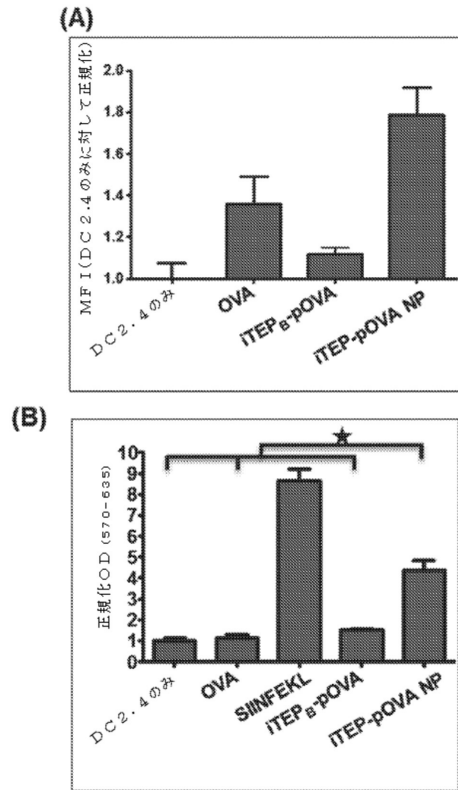 (A)
MFI(DC2.4のみに対して正規化)
2.0
1.8
1.6
1.4
1.2
1.0
DC2.4のみ
OVA
iTEPB-pOVA
iTEP-pOVA NP
(B)
正規化OD(570-635)
10
9
8
7
6
5
4
3
2
1
0
DC2.4のみ
OVA
SIINFEKL
iTEPB-pOVA
iTEP-pOVA NP